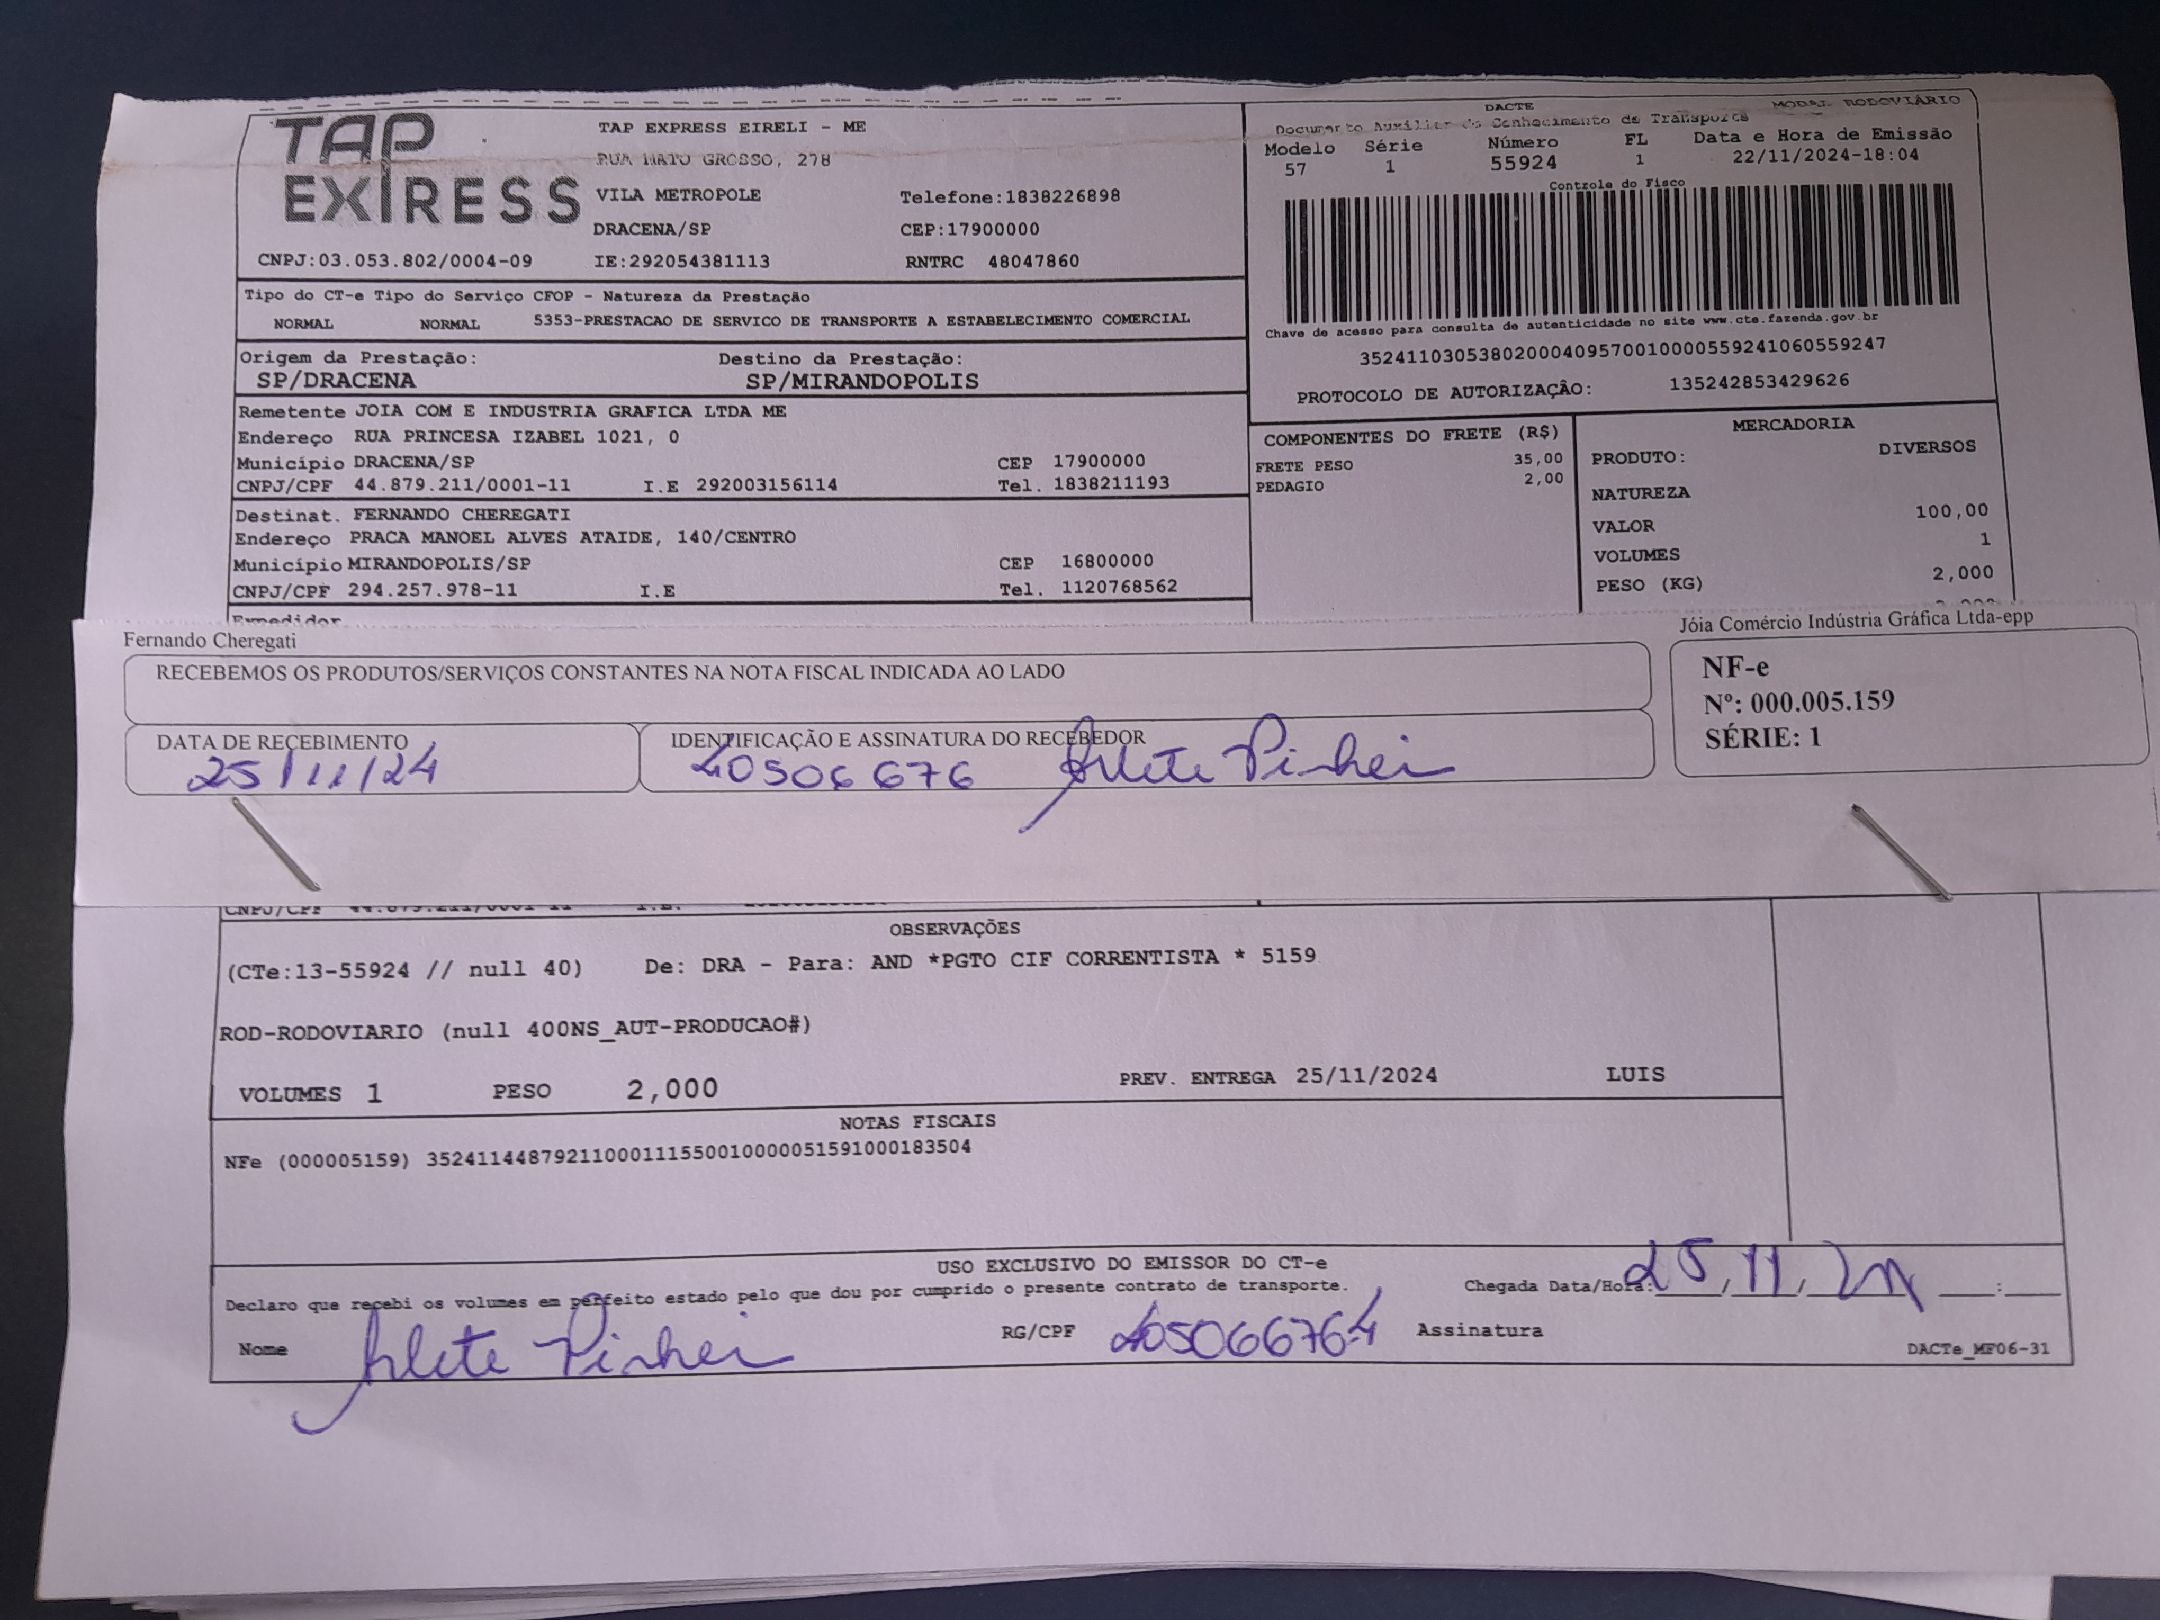 TAP
EXPRESS
TAP EXPRESS EIRELI - ME
RUA MATO GROSSO, 278
VILA METROPOLE Telefone:1838226898
DRACENA/SP CEP:17900000
CNPJ:03.053.802/0004-09 IE:292054381113 RNTRC 48047860
DACTE MODAL RODOVIÁRIO
Documento Auxiliar do Conhecimento de Transporte
Modelo Série Número FL Data e Hora de Emissão
57 1 55924 1 22/11/2024-18:04
Controle do Fisco
Chave de acesso para consulta de autenticidade no site www.cte.fazenda.gov.br
35241103053802000409570010000559241060559247
PROTOCOLO DE AUTORIZAÇÃO: 135242853429626
Tipo do CT-e Tipo do Serviço CFOP - Natureza da Prestação
NORMAL NORMAL 5353-PRESTACAO DE SERVICO DE TRANSPORTE A ESTABELECIMENTO COMERCIAL
Origem da Prestação: Destino da Prestação:
SP/DRACENA SP/MIRANDOPOLIS
Remetente JOIA COM E INDUSTRIA GRAFICA LTDA ME
Endereço RUA PRINCESA IZABEL 1021, 0
Município DRACENA/SP CEP 17900000
CNPJ/CPF 44.879.211/0001-11 I.E 292003156114 Tel. 1838211193
Destinat. FERNANDO CHEREGATI
Endereço PRACA MANOEL ALVES ATAIDE, 140/CENTRO
Município MIRANDOPOLIS/SP CEP 16800000
CNPJ/CPF 294.257.978-11 I.E Tel. 1120768562
Expedidor
COMPONENTES DO FRETE (R$)
FRETE PESO 35,00
PEDAGIO 2,00
MERCADORIA
PRODUTO: DIVERSOS
NATUREZA
VALOR 100,00
VOLUMES 1
PESO (KG) 2,000
Fernando Cheregati
Jóia Comércio Indústria Gráfica Ltda-epp
RECEBEMOS OS PRODUTOS/SERVIÇOS CONSTANTES NA NOTA FISCAL INDICADA AO LADO
NF-e
Nº: 000.005.159
SÉRIE: 1
DATA DE RECEBIMENTO
25/11/24
IDENTIFICAÇÃO E ASSINATURA DO RECEBEDOR
40506676 Arlete Pinhei
CNPJ/CPF 44.879.211/0001-11 I.E.
OBSERVAÇÕES
(CTe:13-55924 // null 40) De: DRA - Para: AND *PGTO CIF CORRENTISTA * 5159
ROD-RODOVIARIO (null 400NS_AUT-PRODUCAO#)
VOLUMES 1 PESO 2,000 PREV. ENTREGA 25/11/2024 LUIS
NOTAS FISCAIS
NFe (000005159) 35241144879211000111550010000051591000183504
USO EXCLUSIVO DO EMISSOR DO CT-e
Declaro que recebi os volumes em perfeito estado pelo que dou por cumprido o presente contrato de transporte. Chegada Data/Hora: 25/11/24 :
Nome Arlete Pinhei RG/CPF 405066764 Assinatura
DACTe_MF06-31